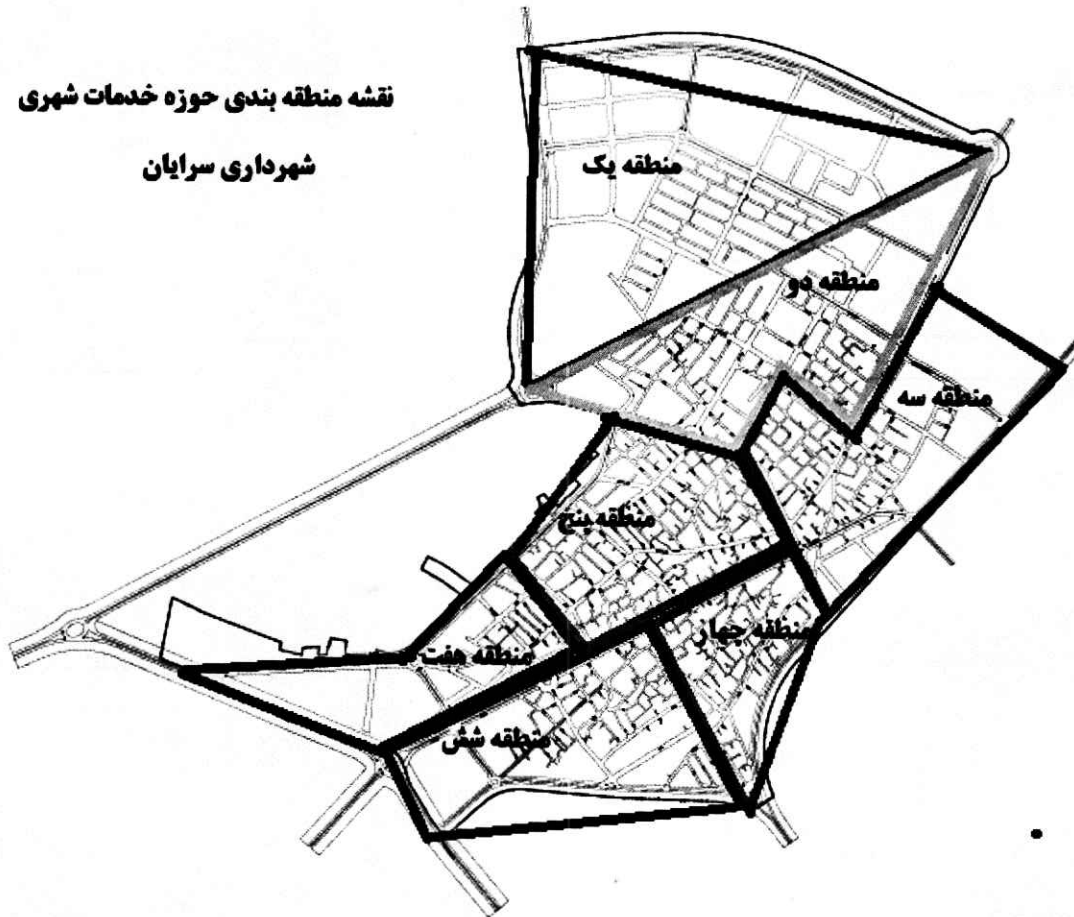 نقشه منطقه بندی حوزه خدمات شهری
شهرداری سرایان
منطقه یک
منطقه دو
منطقه سه
منطقه پنج
منطقه چهار
منطقه هفت
منطقه شش